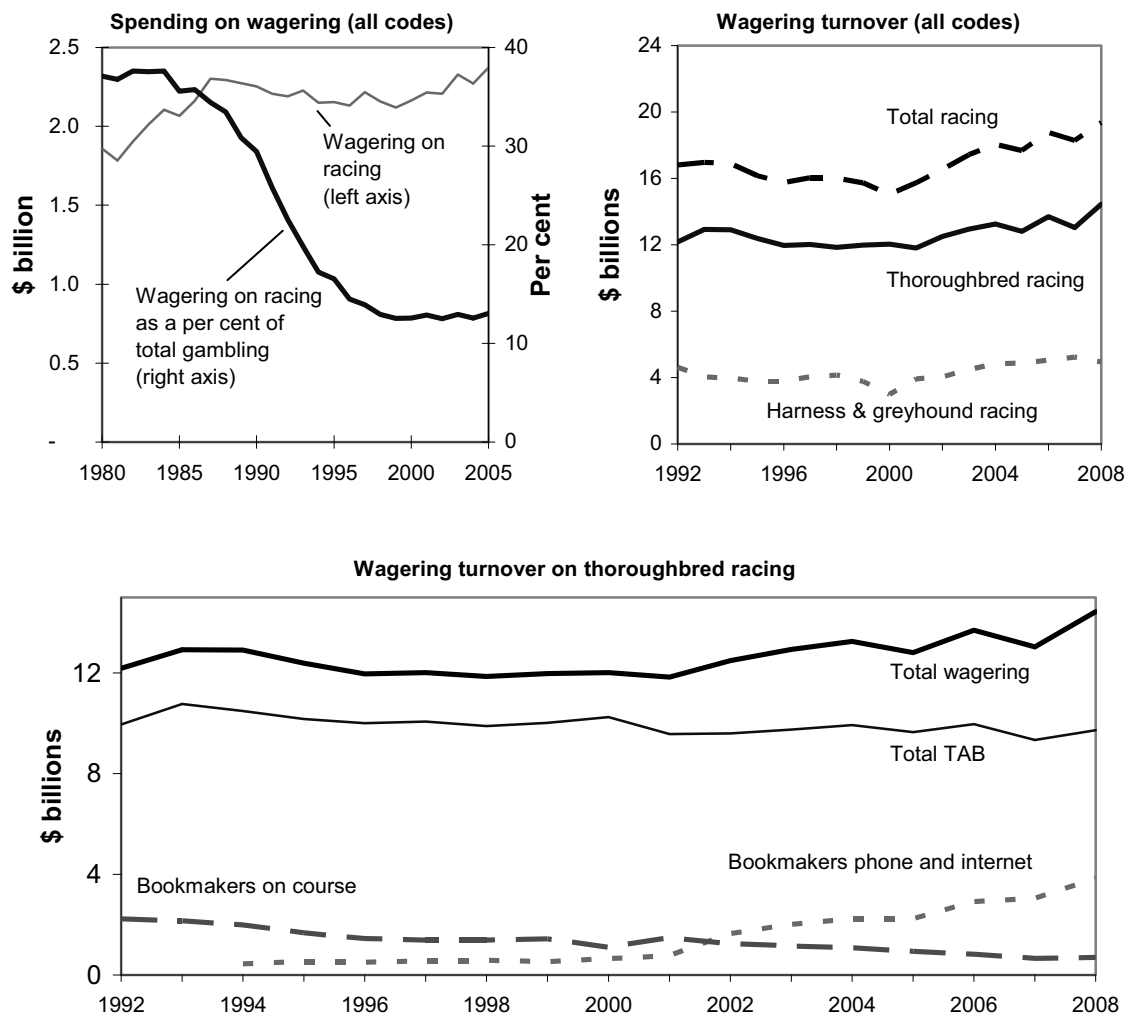 Spending on wagering (all codes)
2.5
2.0
1.5
1.0
0.5
-
$ billion
40
30
20
10
0
Per cent
Wagering on
racing
(left axis)
Wagering on racing
as a per cent of
total gambling
(right axis)
1980 1985 1990 1995 2000 2005
Wagering turnover (all codes)
24
20
16
12
8
4
0
$ billions
Total racing
Thoroughbred racing
Harness & greyhound racing
1992 1996 2000 2004 2008
Wagering turnover on thoroughbred racing
12
8
4
0
$ billions
Total wagering
Total TAB
Bookmakers phone and internet
Bookmakers on course
1992 1994 1996 1998 2000 2002 2004 2006 2008